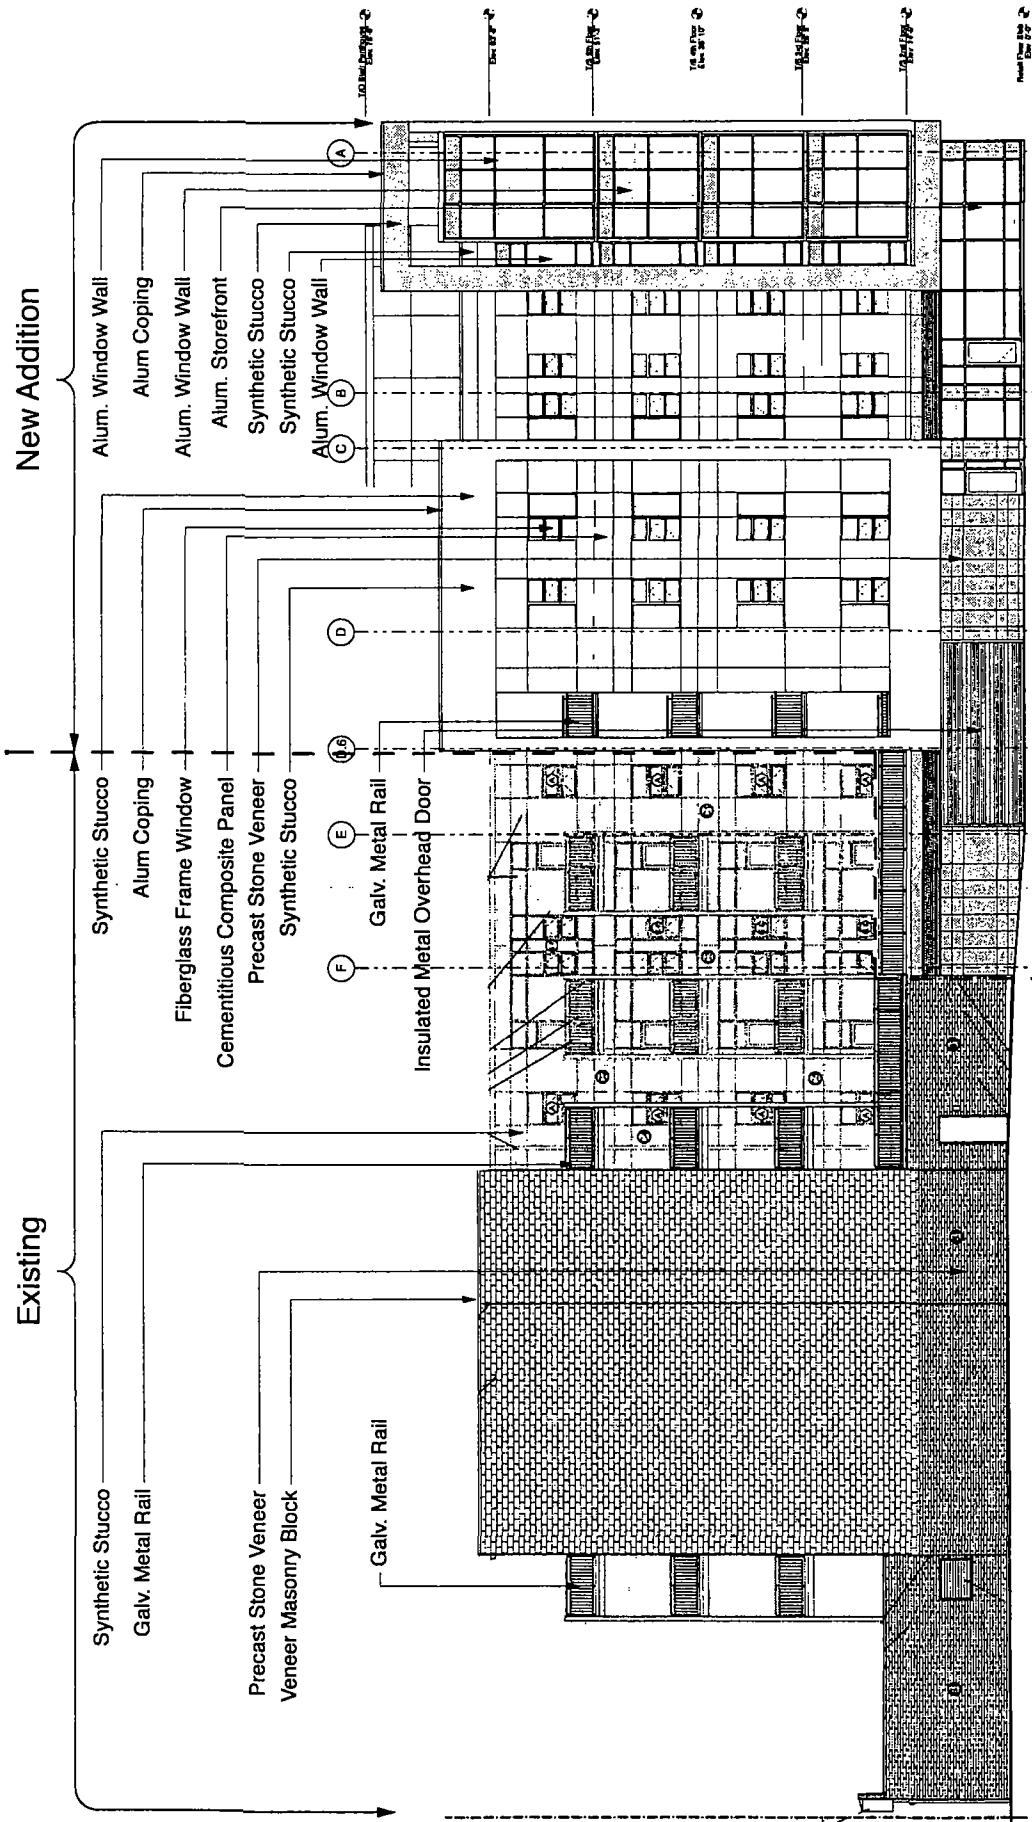 Existing
New Addition
Synthetic Stucco
Galv. Metal Rail
Precast Stone Veneer
Veneer Masonry Block
Galv. Metal Rail
Synthetic Stucco
Alum Coping
Fiberglass Frame Window
Cementitious Composite Panel
Precast Stone Veneer
Synthetic Stucco
Galv. Metal Rail
Insulated Metal Overhead Door
Alum. Window Wall
Alum Coping
Alum. Window Wall
Alum. Storefront
Synthetic Stucco
Synthetic Stucco
Alum. Window Wall
F
E
D
C
B
A